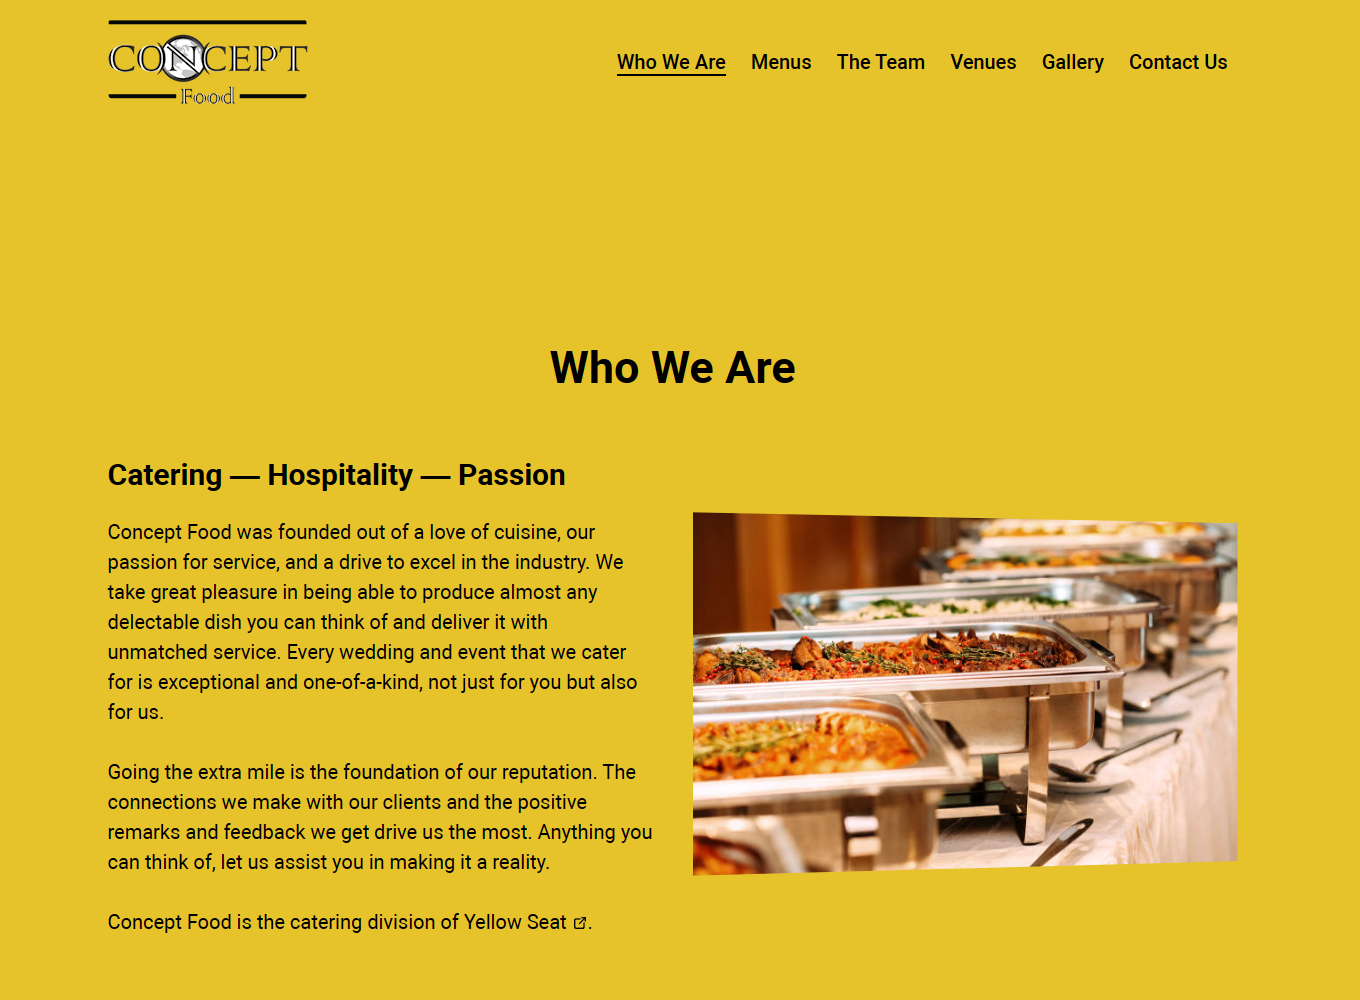 CONCEPT
Food
Who We Are
Menus
The Team
Venues
Gallery
Contact Us
Who We Are
Catering — Hospitality — Passion
Concept Food was founded out of a love of cuisine, our
passion for service, and a drive to excel in the industry. We
take great pleasure in being able to produce almost any
delectable dish you can think of and deliver it with
unmatched service. Every wedding and event that we cater
for is exceptional and one-of-a-kind, not just for you but also
for us.
Going the extra mile is the foundation of our reputation. The
connections we make with our clients and the positive
remarks and feedback we get drive us the most. Anything you
can think of, let us assist you in making it a reality.
Concept Food is the catering division of Yellow Seat .